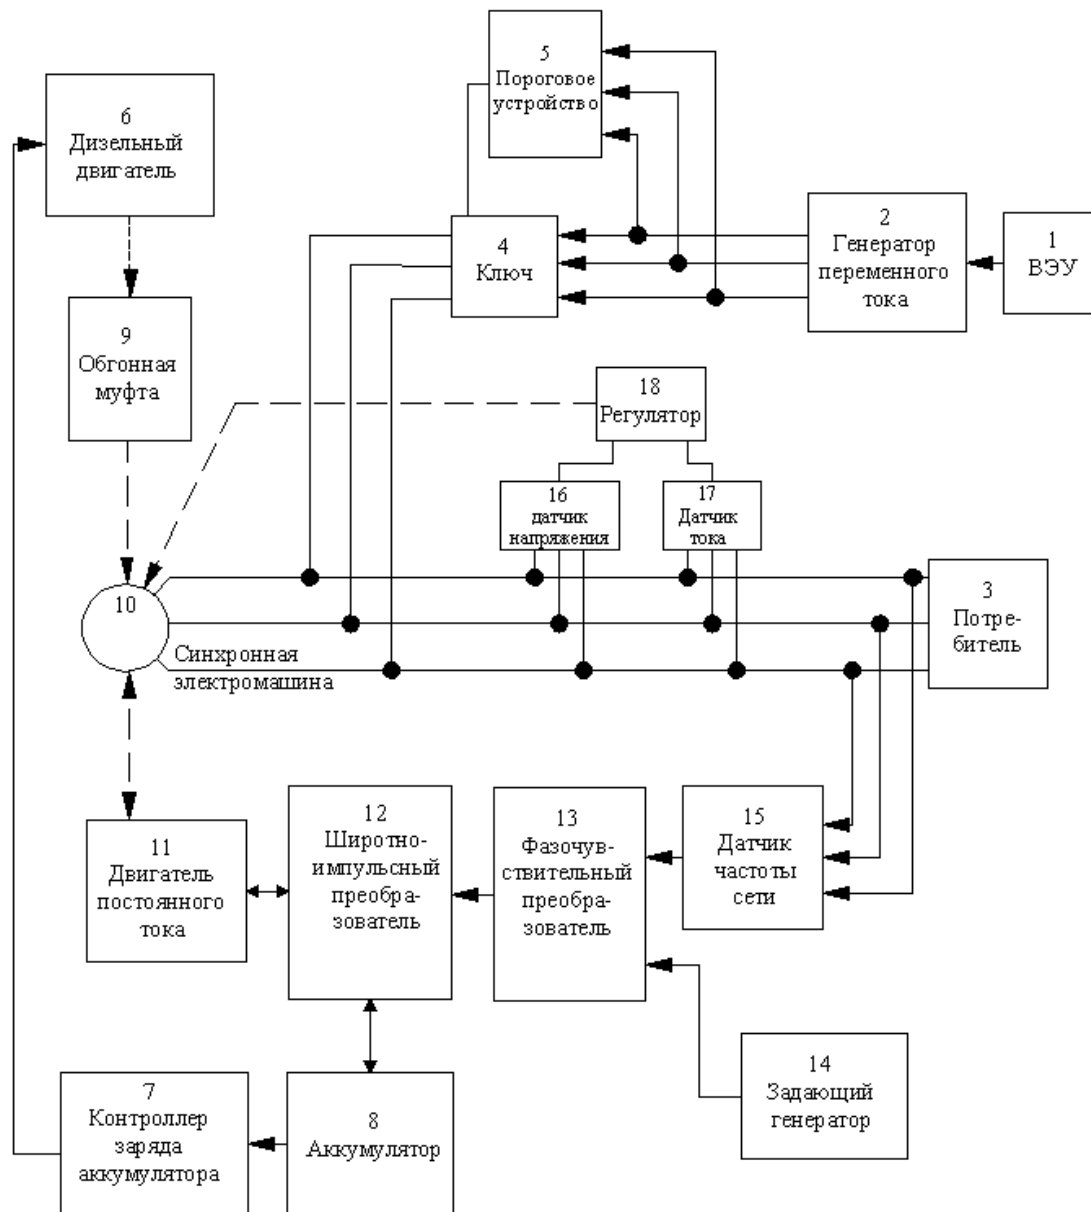 5
Пороговое
устройство
6
Дизельный
двигатель
4
Ключ
2
Генератор
переменного
тока
1
ВЭУ
9
Обгонная
муфта
18
Регулятор
16
датчик
напряжения
17
Датчик
тока
10
Синхронная
электромашина
3
Потре-
битель
11
Двигатель
постоянного
тока
12
Широтно-
импульсный
преобра-
зователь
13
Фазочув-
ствительный
преобра-
зователь
15
Датчик
частоты
сети
14
Задающий
генератор
7
Контроллер
заряда
аккумулятора
8
Аккумулятор